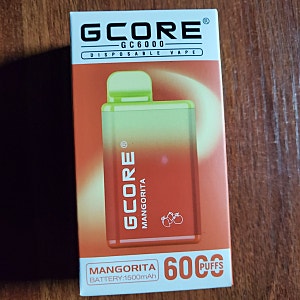 GCORE®
GC6000
DISPOSABLE VAPE
GCORE®
MANGORITA
MANGORITA
BATTERY:1500mAh
6000
PUFFS